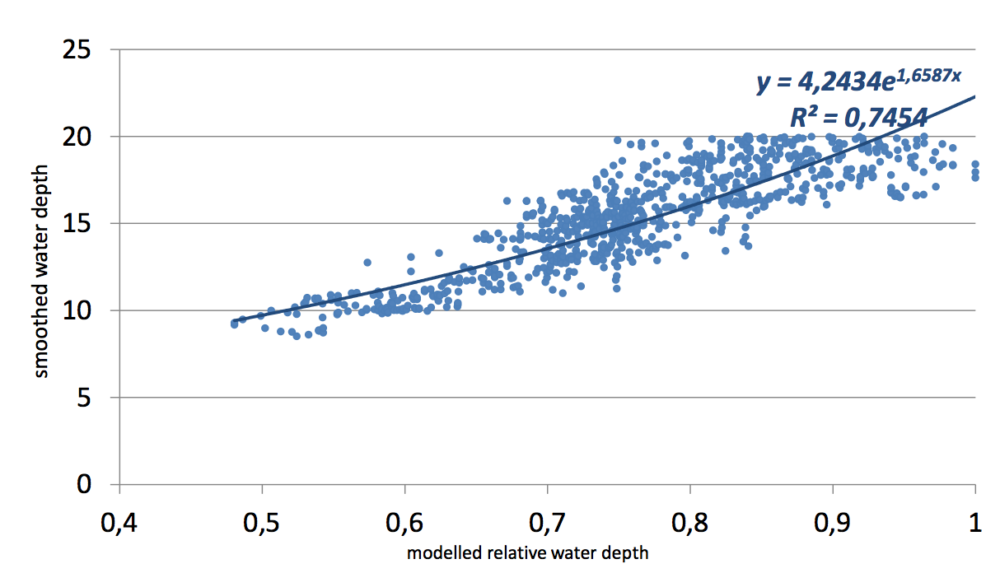 25
y = 4,2434e^1,6587x
R² = 0,7454
20
15
10
5
0
smoothed water depth
0,4 0,5 0,6 0,7 0,8 0,9 1
modelled relative water depth